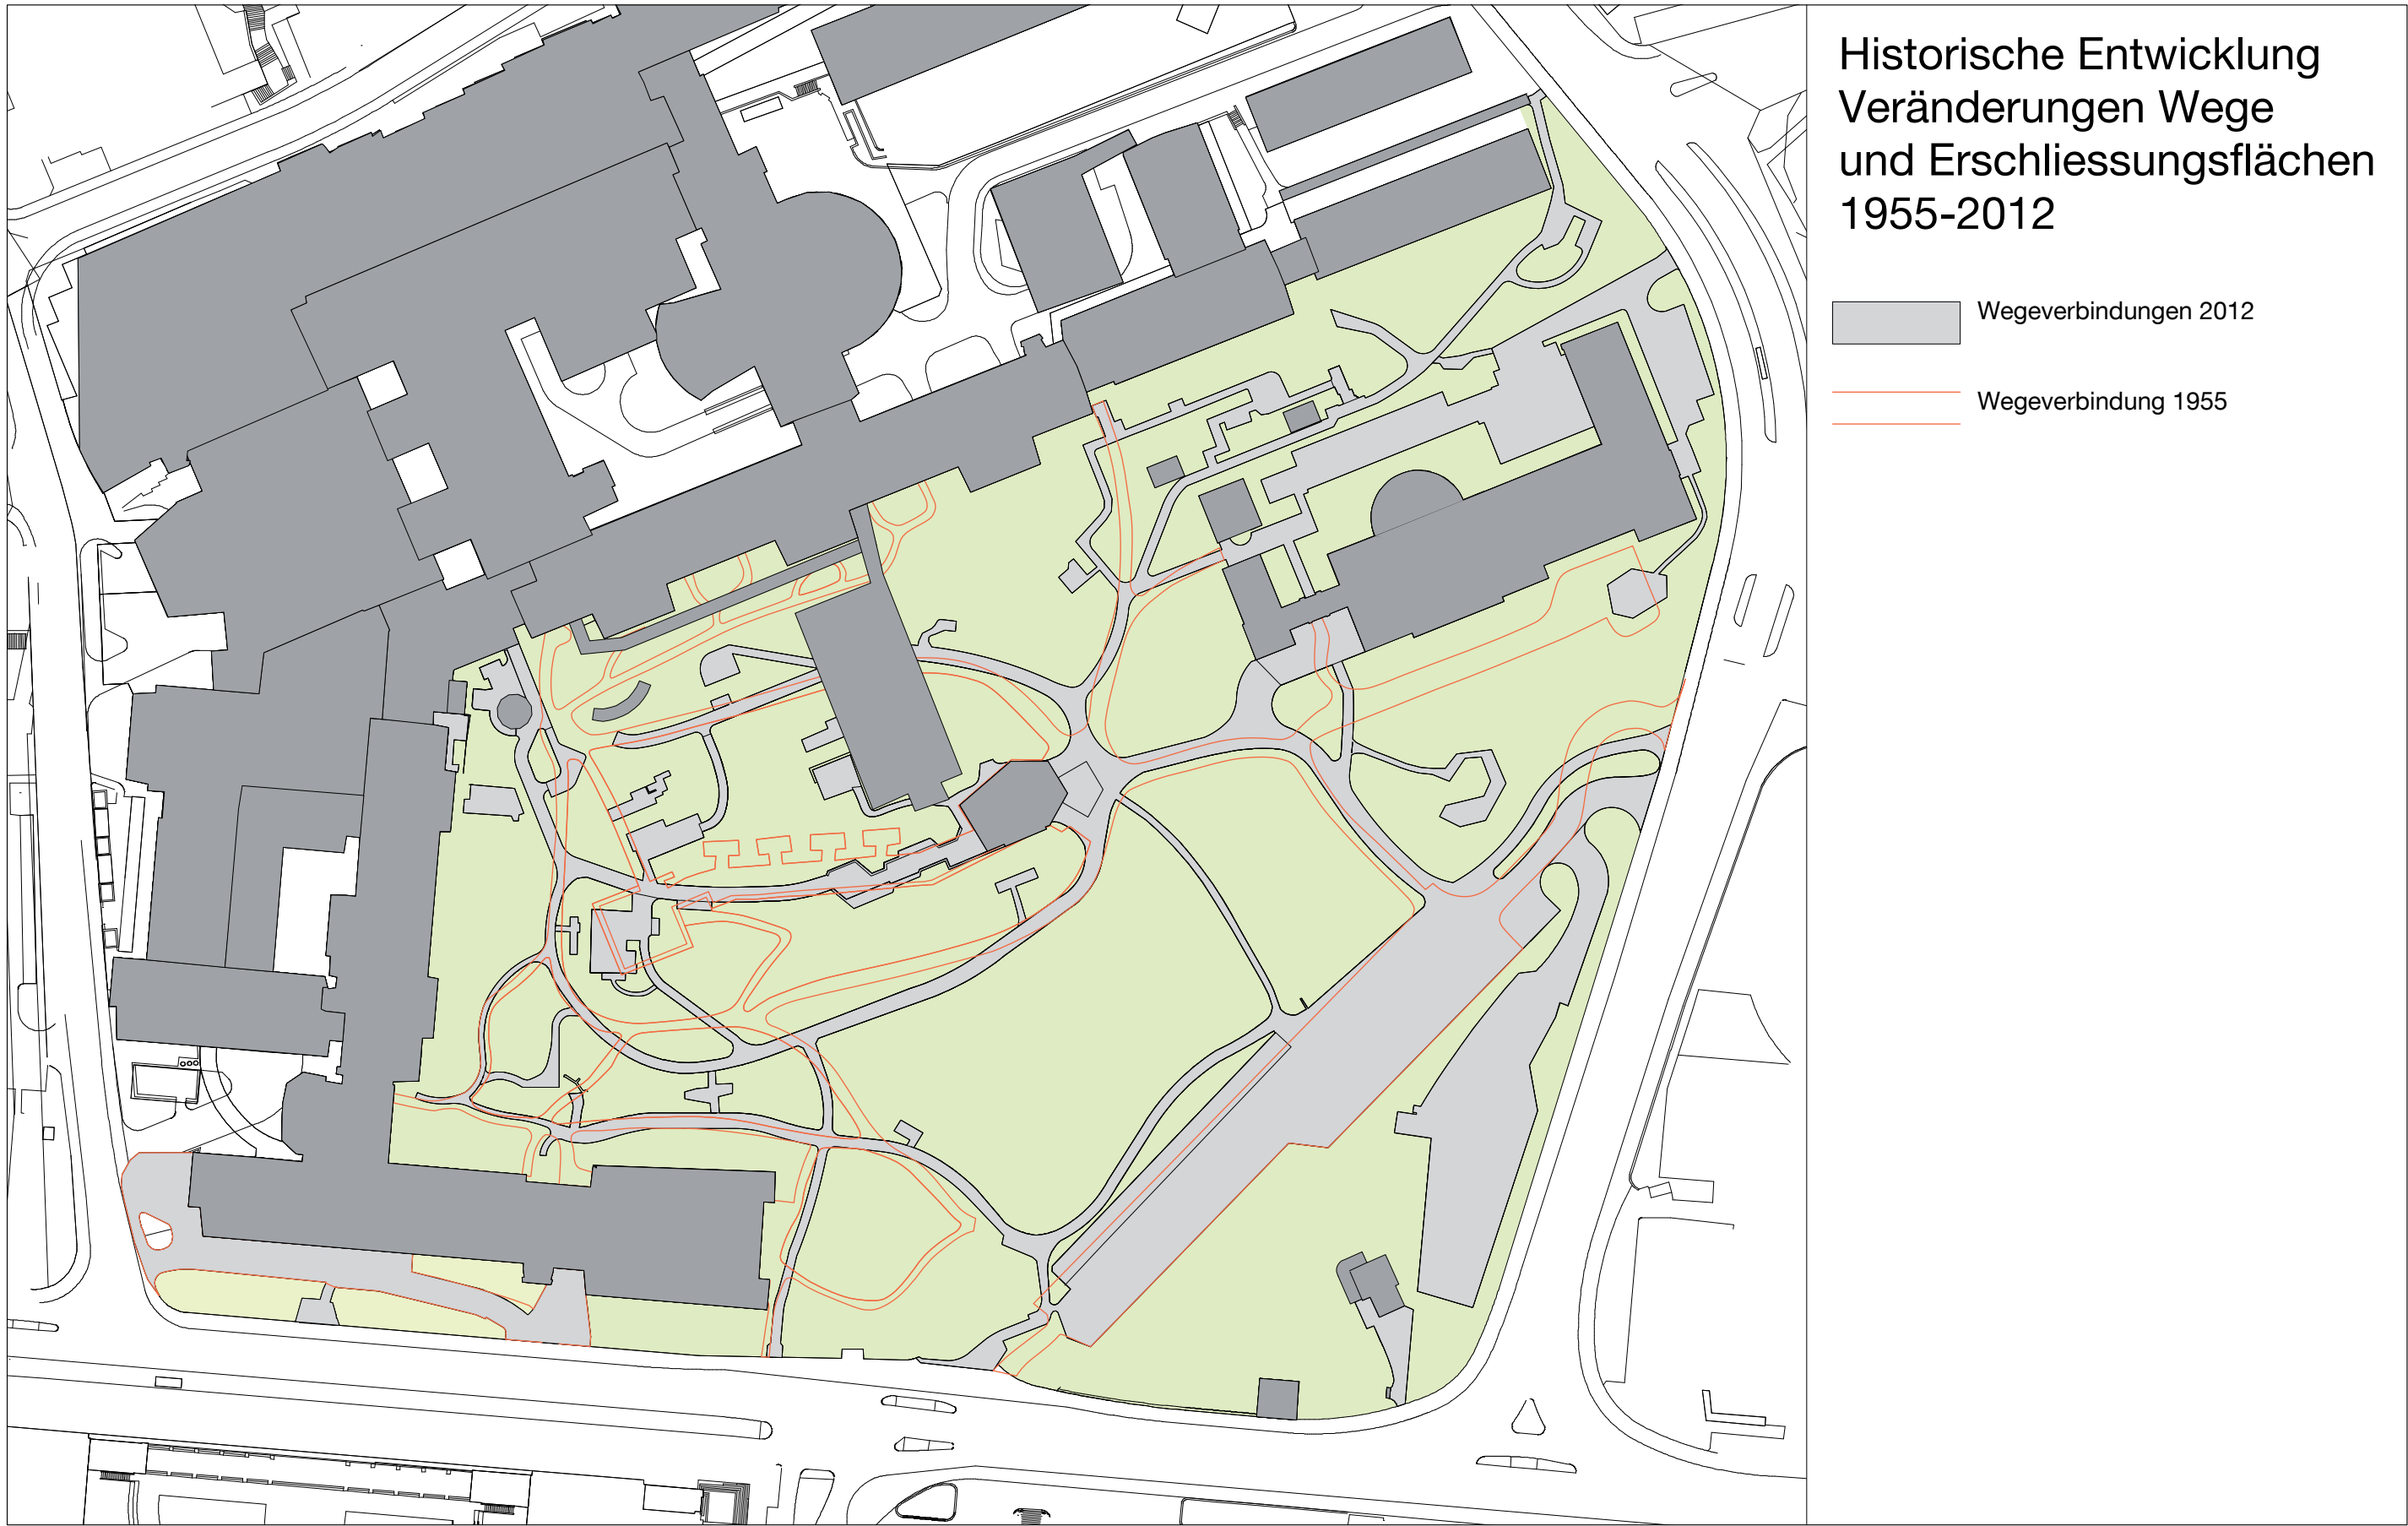 Historische Entwicklung
Veränderungen Wege
und Erschliessungsflächen
1955-2012
Wegeverbindungen 2012
Wegeverbindung 1955